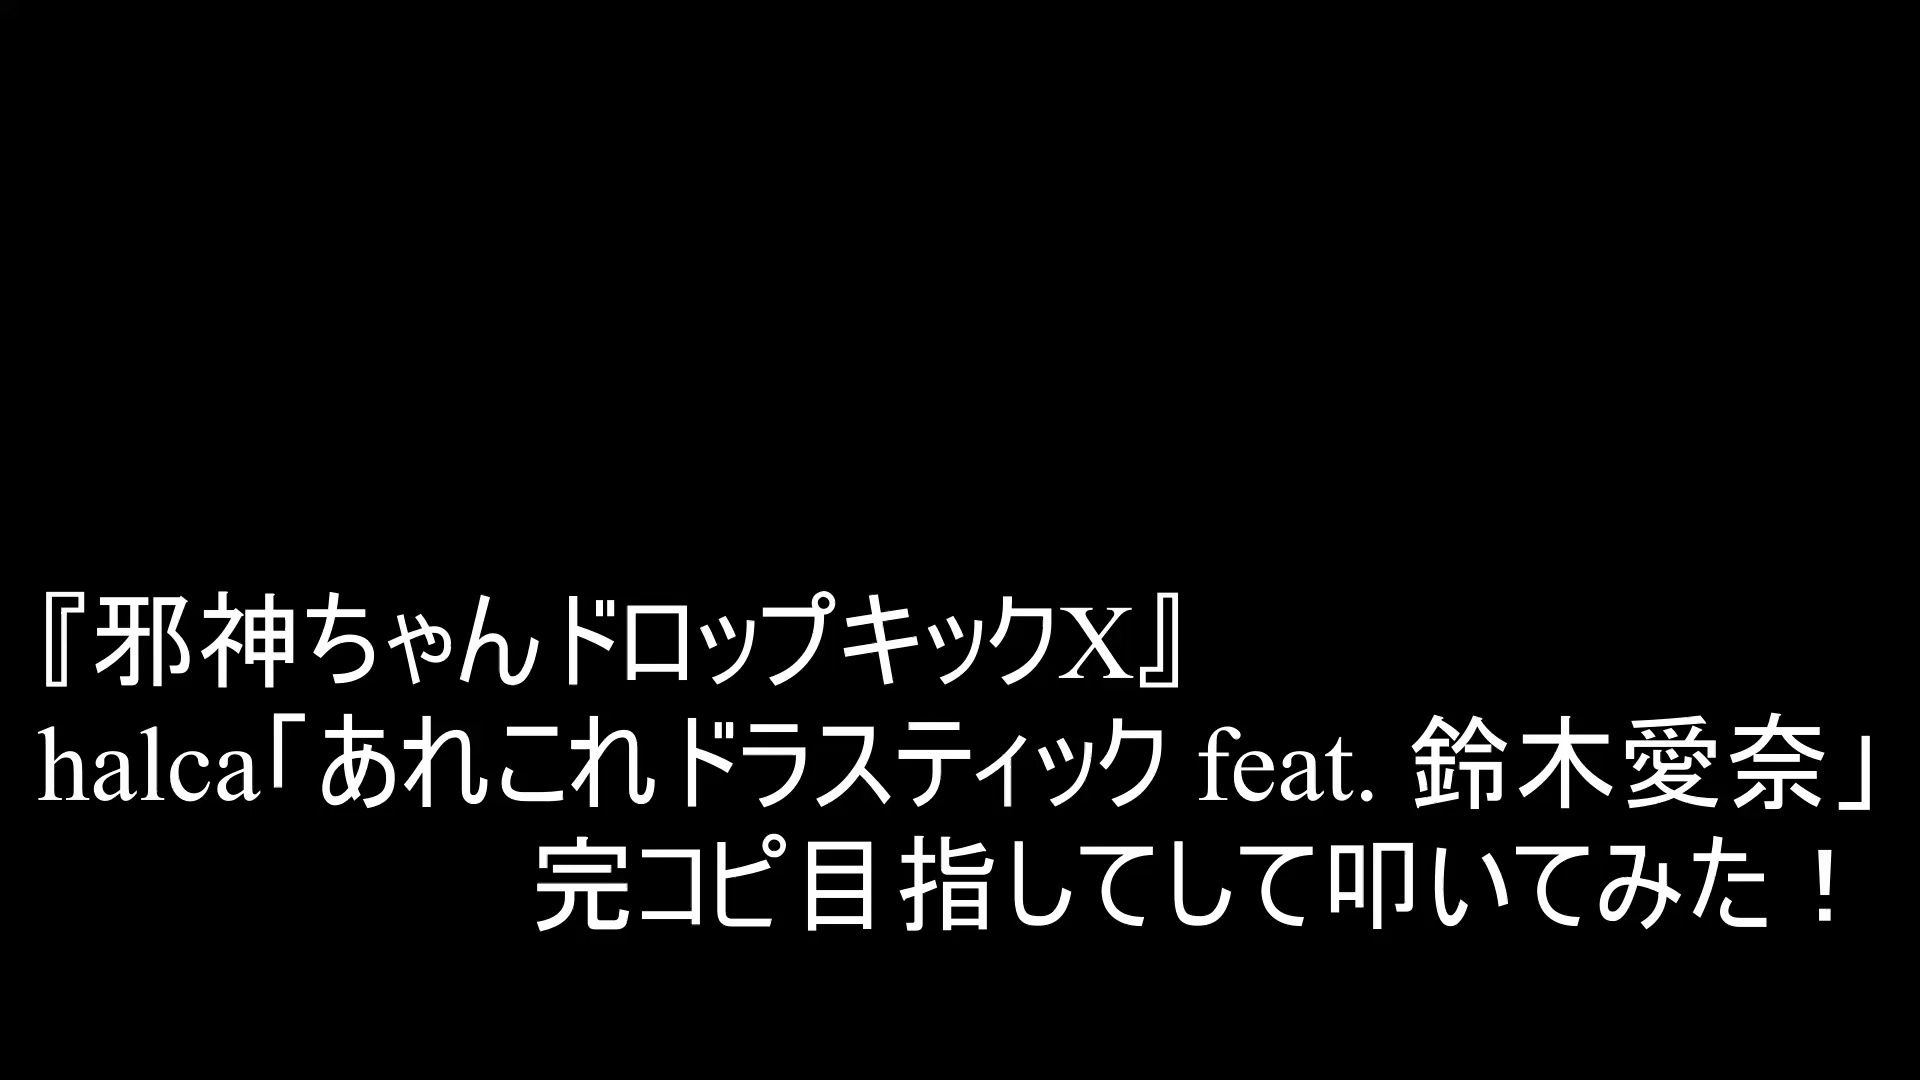 『邪神ちゃんドロップキックX』
halca「あれこれドラスティック feat. 鈴木愛奈」
完コピ目指してして叩いてみた！